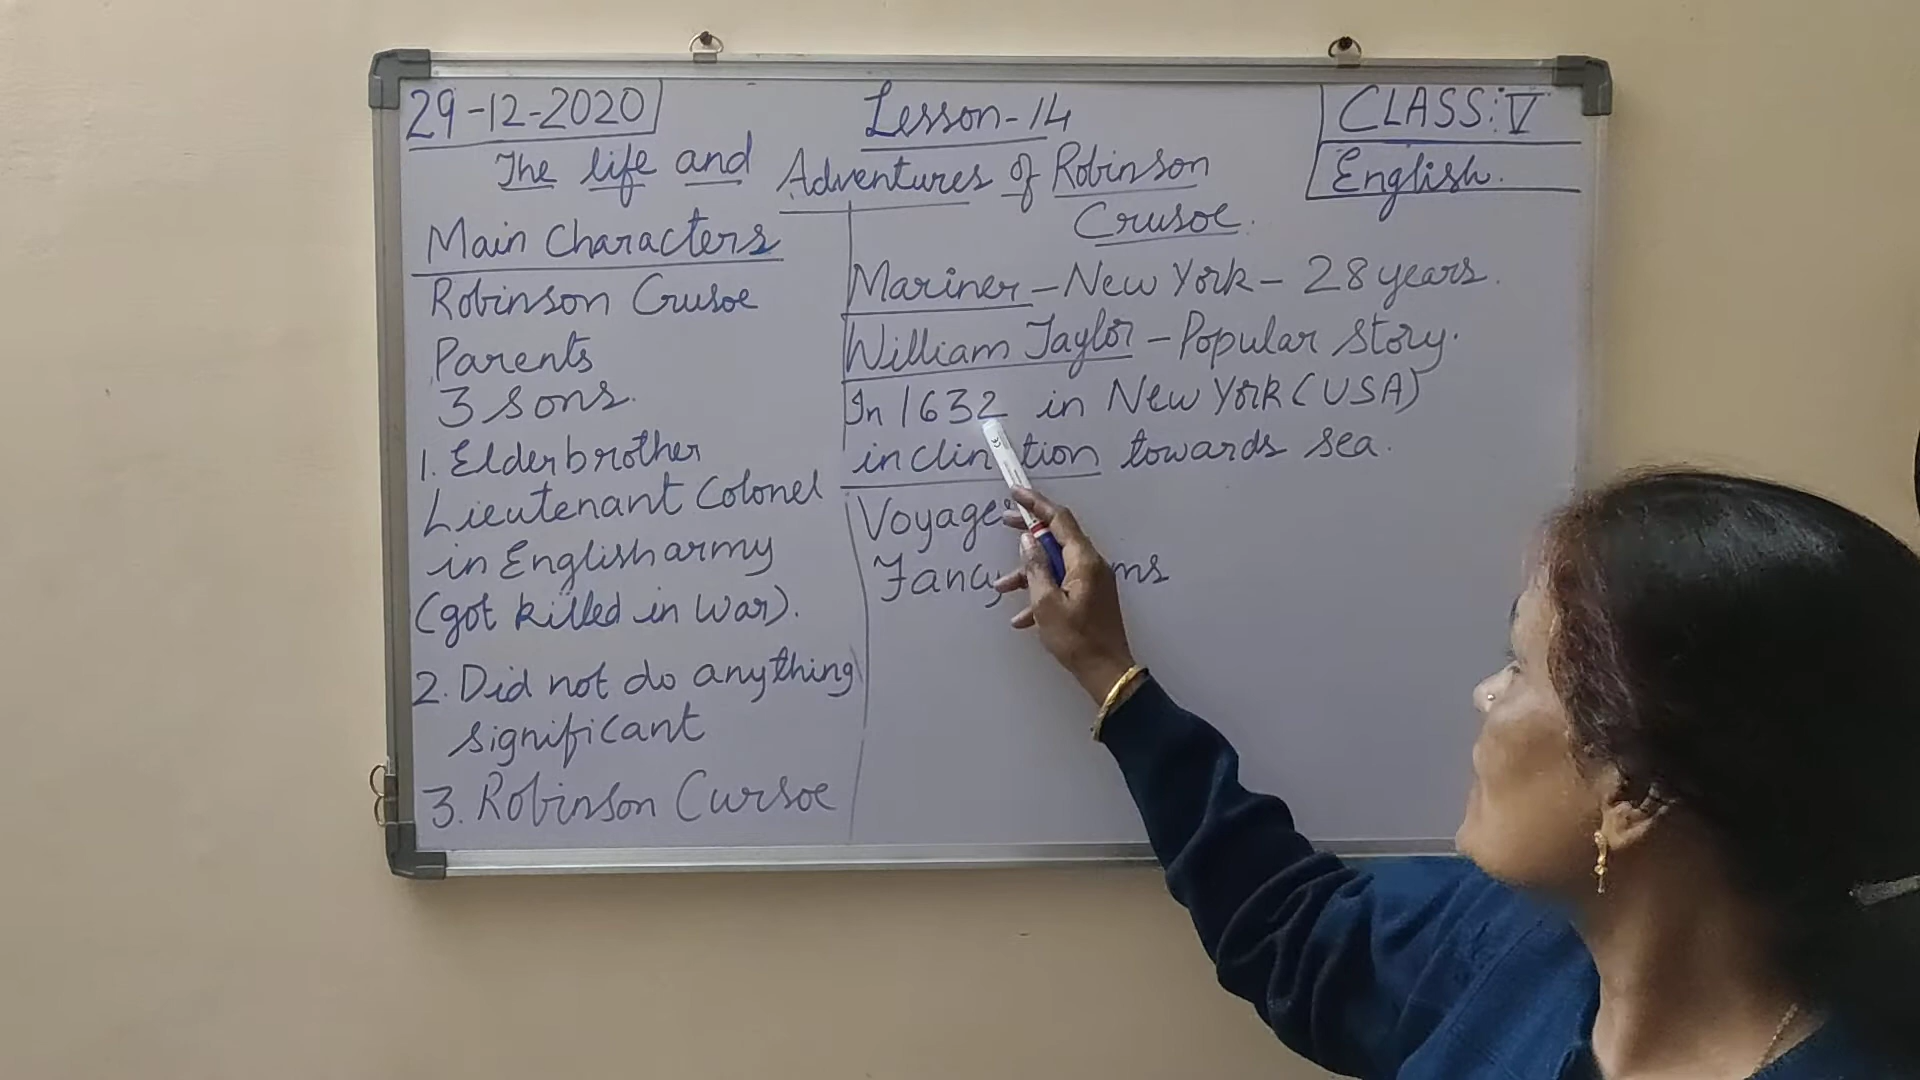 29-12-2020
Lesson-14
CLASS: V
English.
The life and Adventures of Robinson
Crusoe.
Main Characters
Robinson Crusoe
Parents
3 sons.
1. Elder brother
Lieutenant Colonel
in English army
(got killed in War).
2. Did not do anything
significant
3. Robinson Cursoe
Mariner - New York - 28 years.
William Taylor - Popular Story.
In 1632 in New York (USA)
towards sea.